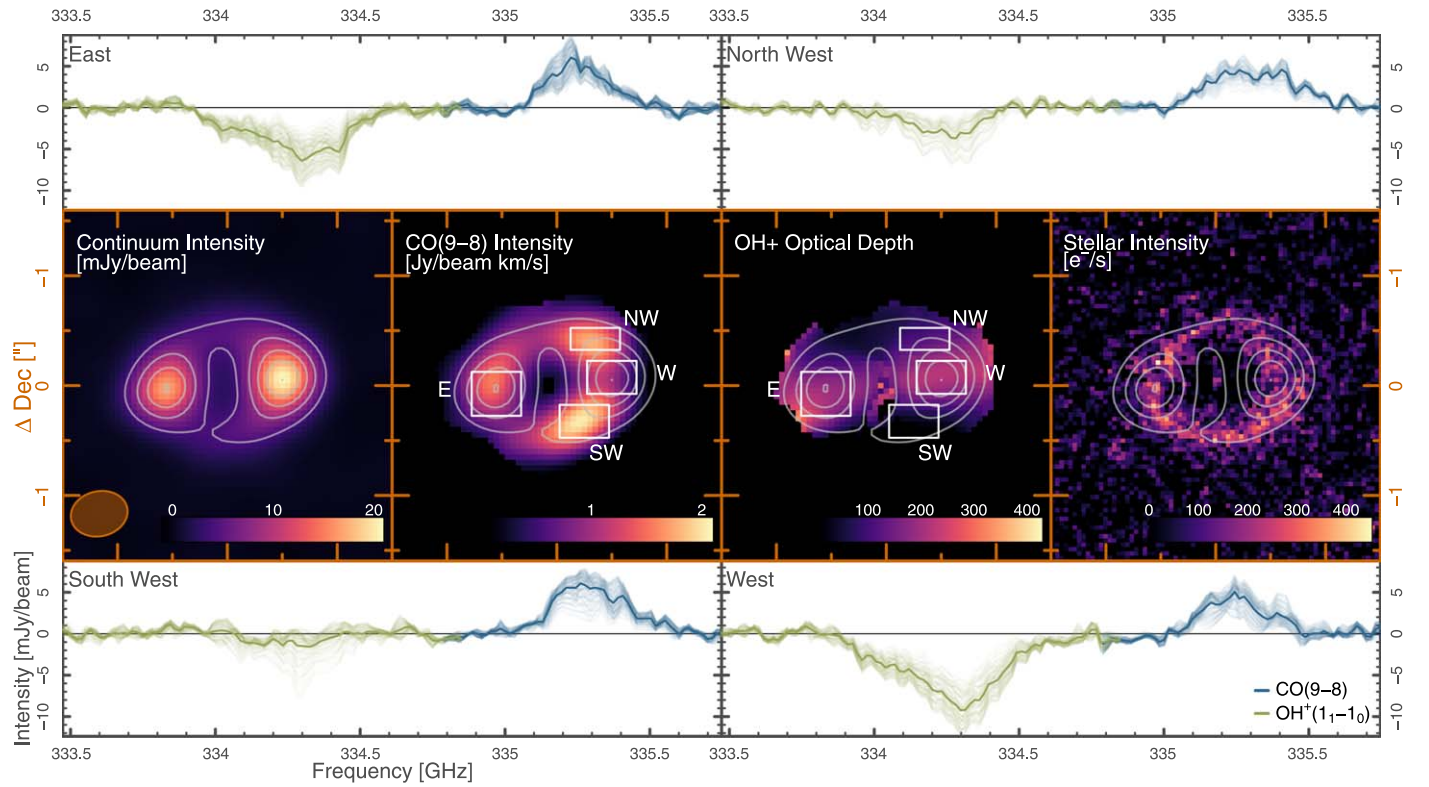 333.5 334 334.5 335 335.5 333.5 334 334.5 335 335.5
East
North West
5 0 −5 −10
5 0 −5 −10
Continuum Intensity
[mJy/beam]
CO(9−8) Intensity
[Jy/beam km/s]
OH+ Optical Depth
Stellar Intensity
[e⁻/s]
−1 0 −1
Δ Dec ["]
NW
W
E
SW
NW
W
E
SW
−1 0 −1
0 10 20
1 2
100 200 300 400
0 100 200 300 400
South West
West
Intensity [mJy/beam]
5 0 −5 −10
5 0 −5 −10
CO(9−8)
OH⁺(1₁−1₀)
333.5 334 334.5 335 335.5 333.5 334 334.5 335 335.5
Frequency [GHz]